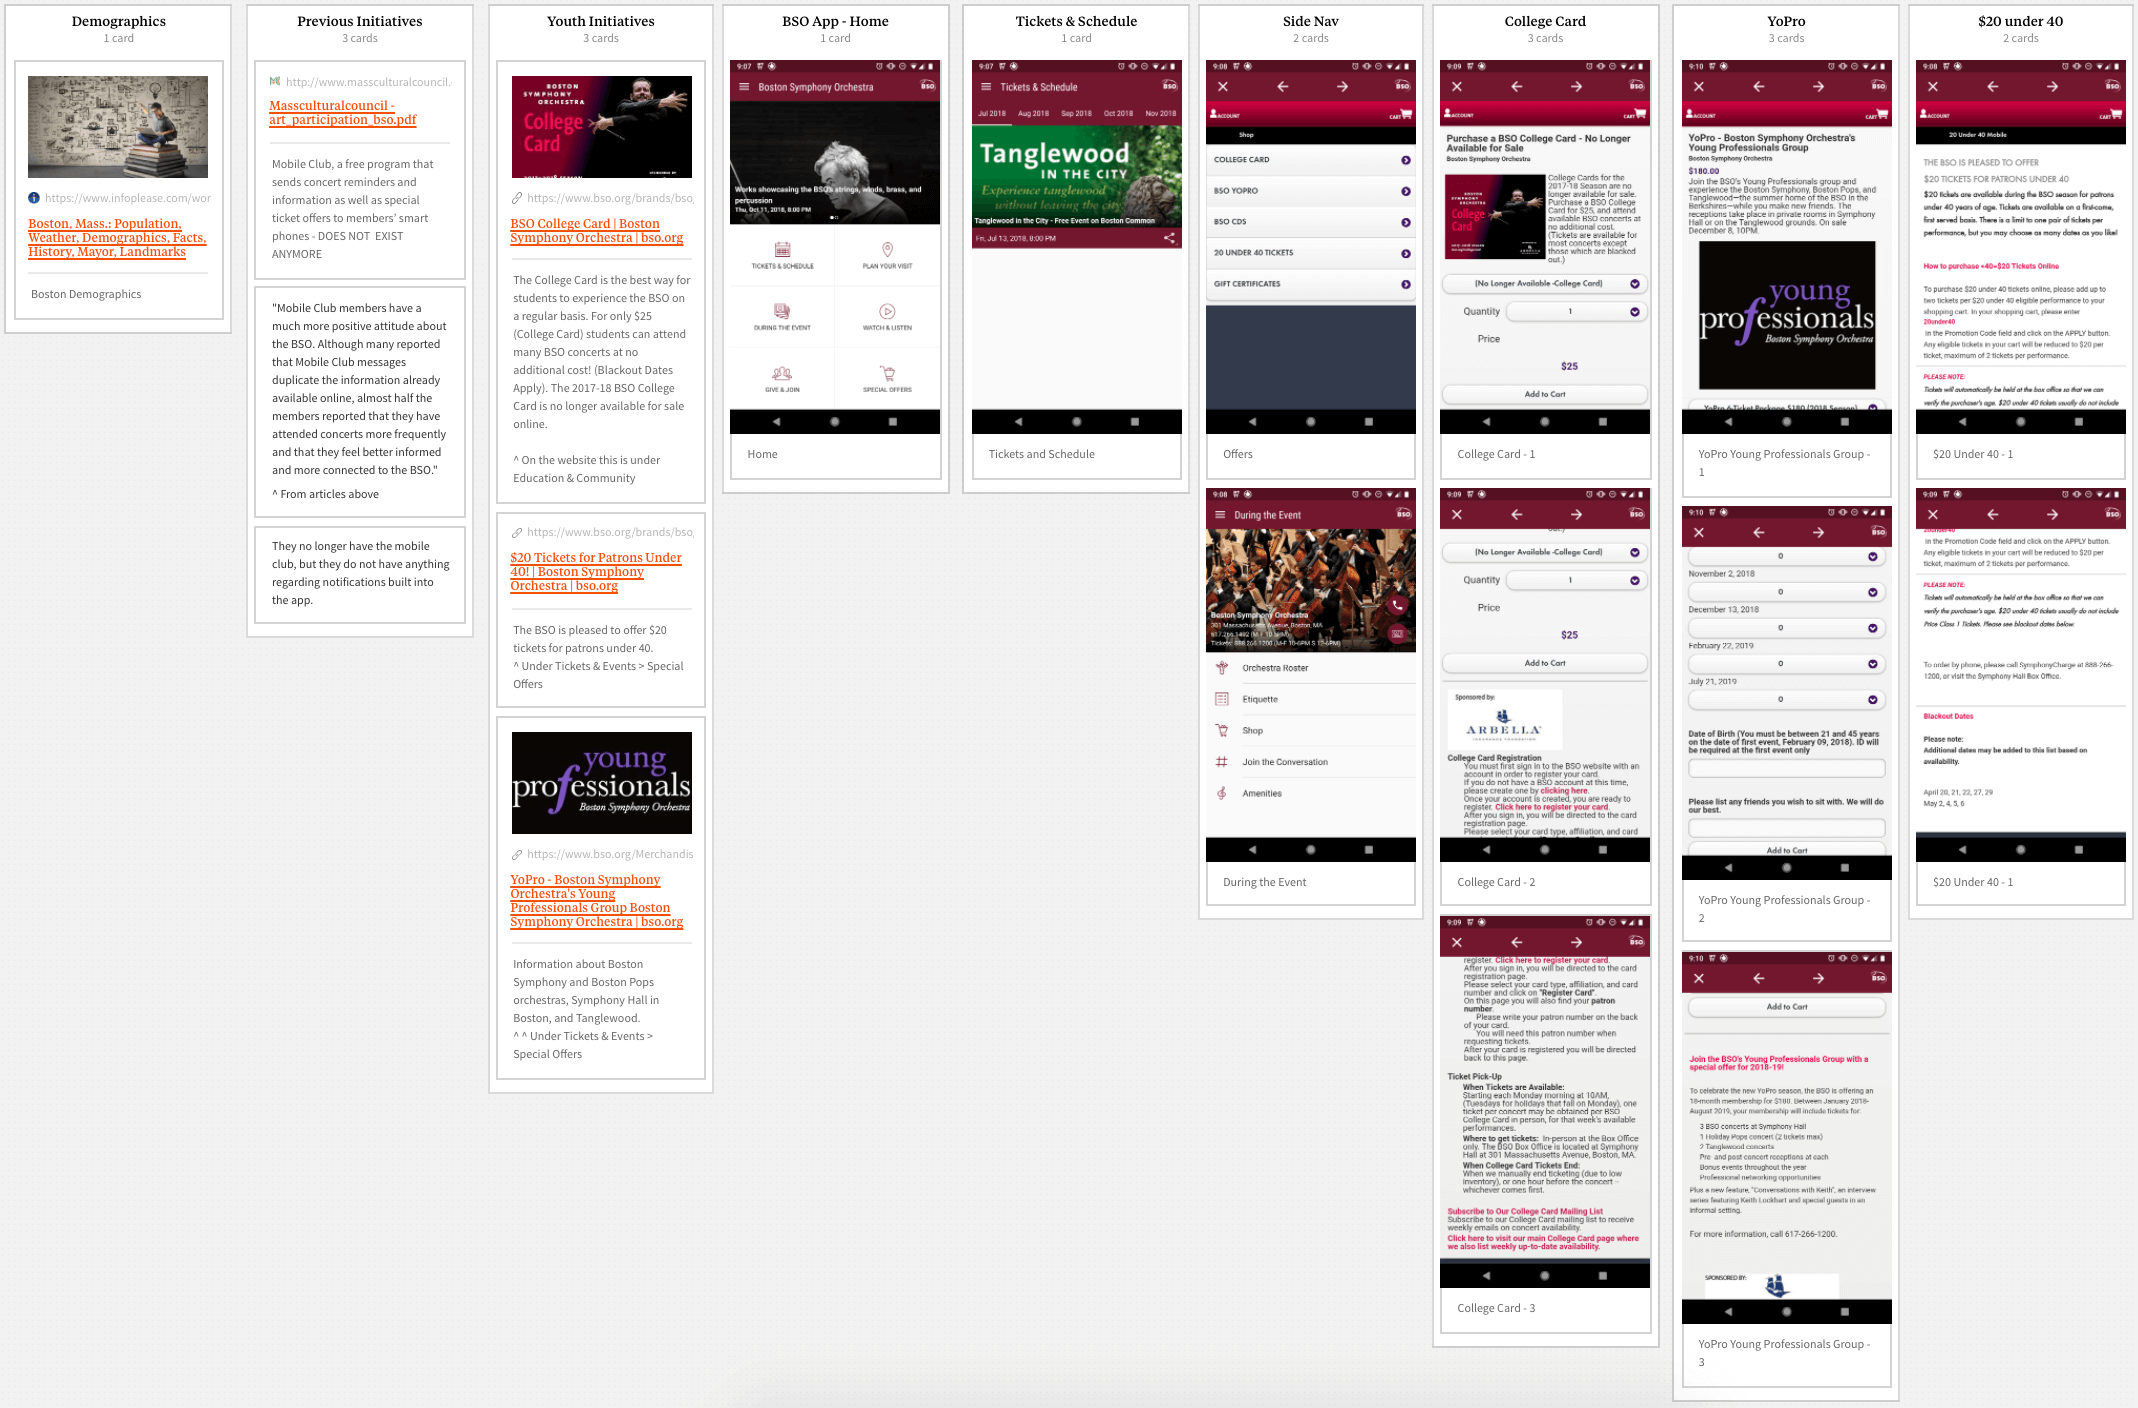 Demographics
1 card
https://www.infoplease.com/wor
Boston, Mass.: Population,
Weather, Demographics, Facts,
History, Mayor, Landmarks
Boston Demographics
Previous Initiatives
3 cards
http://www.massculturalcouncil.
Massculturalcouncil -
art_participation_bso.pdf
Mobile Club, a free program that
sends concert reminders and
information as well as special
ticket offers to members' smart
phones - DOES NOT EXIST
ANYMORE
"Mobile Club members have a
much more positive attitude about
the BSO. Although many reported
that Mobile Club messages
duplicate the information already
available online, almost half the
members reported that they have
attended concerts more frequently
and that they feel better informed
and more connected to the BSO."
^ From articles above
They no longer have the mobile
club, but they do not have anything
regarding notifications built into
the app.
Youth Initiatives
3 cards
BOSTON
SYMPHONY
ORCHESTRA
College
Card
https://www.bso.org/brands/bso
BSO College Card | Boston
Symphony Orchestra | bso.org
The College Card is the best way for
students to experience the BSO on
a regular basis. For only $25
(College Card) students can attend
many BSO concerts at no
additional cost! (Blackout Dates
Apply). The 2017-18 BSO College
Card is no longer available for sale
online.
^ On the website this is under
Education & Community
https://www.bso.org/brands/bso
$20 Tickets for Patrons Under
40! | Boston Symphony
Orchestra | bso.org
The BSO is pleased to offer $20
tickets for patrons under 40.
^ Under Tickets & Events > Special
Offers
young
professionals
Boston Symphony Orchestra
https://www.bso.org/Merchandis
YoPro - Boston Symphony
Orchestra's Young
Professionals Group Boston
Symphony Orchestra | bso.org
Information about Boston
Symphony and Boston Pops
orchestras, Symphony Hall in
Boston, and Tanglewood.
^ ^ Under Tickets & Events >
Special Offers
BSO App - Home
1 card
9:07
Boston Symphony Orchestra
BSO
Works showcasing the BSO's strings, winds, brass, and
percussion
Thu, Oct 11, 2018, 8:00 PM
TICKETS & SCHEDULE
PLAN YOUR VISIT
DURING THE EVENT
WATCH & LISTEN
GIVE & JOIN
SPECIAL OFFERS
Home
Tickets & Schedule
1 card
9:07
Tickets & Schedule
BSO
Jul 2018 Aug 2018 Sep 2018 Oct 2018 Nov 2018
Tanglewood
IN THE CITY
Experience tanglewood
without leaving the city.
Tanglewood in the City - Free Event on Boston Common
Fri, Jul 13, 2018, 8:00 PM
Tickets and Schedule
Side Nav
2 cards
9:08
BSO
ACCOUNT
CART
Shop
COLLEGE CARD
BSO YOPRO
BSO CDS
20 UNDER 40 TICKETS
GIFT CERTIFICATES
Offers
9:08
During the Event
BSO
Boston Symphony Orchestra
301 Massachusetts Avenue, Boston, MA
Orchestra Roster
Etiquette
Shop
Join the Conversation
Amenities
During the Event
College Card
3 cards
9:09
BSO
ACCOUNT
CART
Purchase a BSO College Card - No Longer
Available for Sale
Boston Symphony Orchestra
College
Card
College Cards for the
2017-18 Season are no
longer available for sale.
Purchase a BSO College
Card for $25, and attend
available BSO concerts at
no additional cost.
(Tickets are available for
most concerts except
those which are blacked
out.)
(No Longer Available -College Card)
Quantity 1
Price
$25
Add to Cart
College Card - 1
9:09
BSO
(No Longer Available -College Card)
Quantity 1
Price
$25
Add to Cart
Sponsored by:
ARBELLA
INSURANCE FOUNDATION
College Card Registration
You must first sign in to the BSO website with an
account in order to register your card.
If you do not have a BSO account at this time,
please create one by clicking here.
Once your account is created, you are ready to
register. Click here to register your card.
After you sign in, you will be directed to the card
registration page.
Please select your card type, affiliation, and card
College Card - 2
9:09
BSO
register. Click here to register your card.
After you sign in, you will be directed to the card
registration page.
Please select your card type, affiliation, and card
number and click on "Register Card".
On this page you will also find your patron
number.
Please write your patron number on the back
of your card.
You will need this patron number when
requesting tickets.
After your card is registered you will be directed
back to this page.
Ticket Pick-Up
When Tickets are Available:
Starting each Monday morning at 10AM,
(Tuesdays for holidays that fall on Monday), one
ticket per concert may be obtained per BSO
College Card in person, for that week's available
performances.
Where to get tickets: In-person at the Box Office
only. The BSO Box Office is located at Symphony
Hall at 301 Massachusetts Avenue, Boston, MA.
When College Card Tickets End:
When we manually end ticketing (due to low
inventory), or one hour before the concert –
whichever comes first.
Subscribe to Our College Card Mailing List
Subscribe to our College Card mailing list to receive
weekly emails on concert availability.
Click here to visit our main College Card page where
we also list weekly up-to-date availability.
College Card - 3
YoPro
3 cards
9:10
BSO
ACCOUNT
CART
YoPro - Boston Symphony Orchestra's
Young Professionals Group
Boston Symphony Orchestra
$180.00
Join the BSO's Young Professionals group and
experience the Boston Symphony, Boston Pops, and
Tanglewood—the summer home of the BSO in the
Berkshires—while you make new friends. The
receptions take place in private rooms in Symphony
Hall or on the Tanglewood grounds. On sale
December 8, 10PM.
young
professionals
Boston Symphony Orchestra
YoPro 6-Ticket Package $180 (2018 Season)
YoPro Young Professionals Group -
1
9:10
BSO
0
November 2, 2018
0
December 13, 2018
0
February 22, 2019
0
July 21, 2019
0
Date of Birth (You must be between 21 and 45 years
on the date of first event, February 09, 2018). ID will
be required at the first event only
Please list any friends you wish to sit with. We will do
our best.
Add to Cart
YoPro Young Professionals Group -
2
9:10
BSO
Add to Cart
Join the BSO's Young Professionals Group with a
special offer for 2018-19!
To celebrate the new YoPro season, the BSO is offering an
18-month membership for $180. Between January 2018-
August 2019, your membership will include tickets for:
3 BSO concerts at Symphony Hall
1 Holiday Pops concert (2 tickets max)
2 Tanglewood concerts
Pre- and post concert receptions at each
Bonus events throughout the year
Professional networking opportunities
Plus a new feature, "Conversations with Keith", an interview
series featuring Keith Lockhart and special guests in an
informal setting.
For more information, call 617-266-1200.
SPONSORED BY:
YoPro Young Professionals Group -
3
$20 under 40
2 cards
9:08
BSO
ACCOUNT
CART
20 Under 40 Mobile
THE BSO IS PLEASED TO OFFER
$20 TICKETS FOR PATRONS UNDER 40
$20 tickets are available during the BSO season for patrons
under 40 years of age. Tickets are available on a first-come,
first served basis. There is a limit to one pair of tickets per
performance, but you may choose as many dates as you like!
How to purchase <40=$20 Tickets Online
To purchase $20 under 40 tickets online, please add up to
two tickets per $20 under 40 eligible performance to your
shopping cart. In your shopping cart, please enter
20under40
in the Promotion Code field and click on the APPLY button.
Any eligible tickets in your cart will be reduced to $20 per
ticket, maximum of 2 tickets per performance.
PLEASE NOTE:
Tickets will automatically be held at the box office so that we can
verify the purchaser's age. $20 under 40 tickets usually do not include
$20 Under 40 - 1
9:09
BSO
in the Promotion Code field and click on the APPLY button.
Any eligible tickets in your cart will be reduced to $20 per
ticket, maximum of 2 tickets per performance.
PLEASE NOTE:
Tickets will automatically be held at the box office so that we can
verify the purchaser's age. $20 under 40 tickets usually do not include
Price Class 1 Tickets. Please see blackout dates below.
To order by phone, please call SymphonyCharge at 888-266-
1200, or visit the Symphony Hall Box Office.
Blackout Dates
Please note:
Additional dates may be added to this list based on
availability.
April 20, 21, 22, 27, 29
May 2, 4, 5, 6
$20 Under 40 - 1